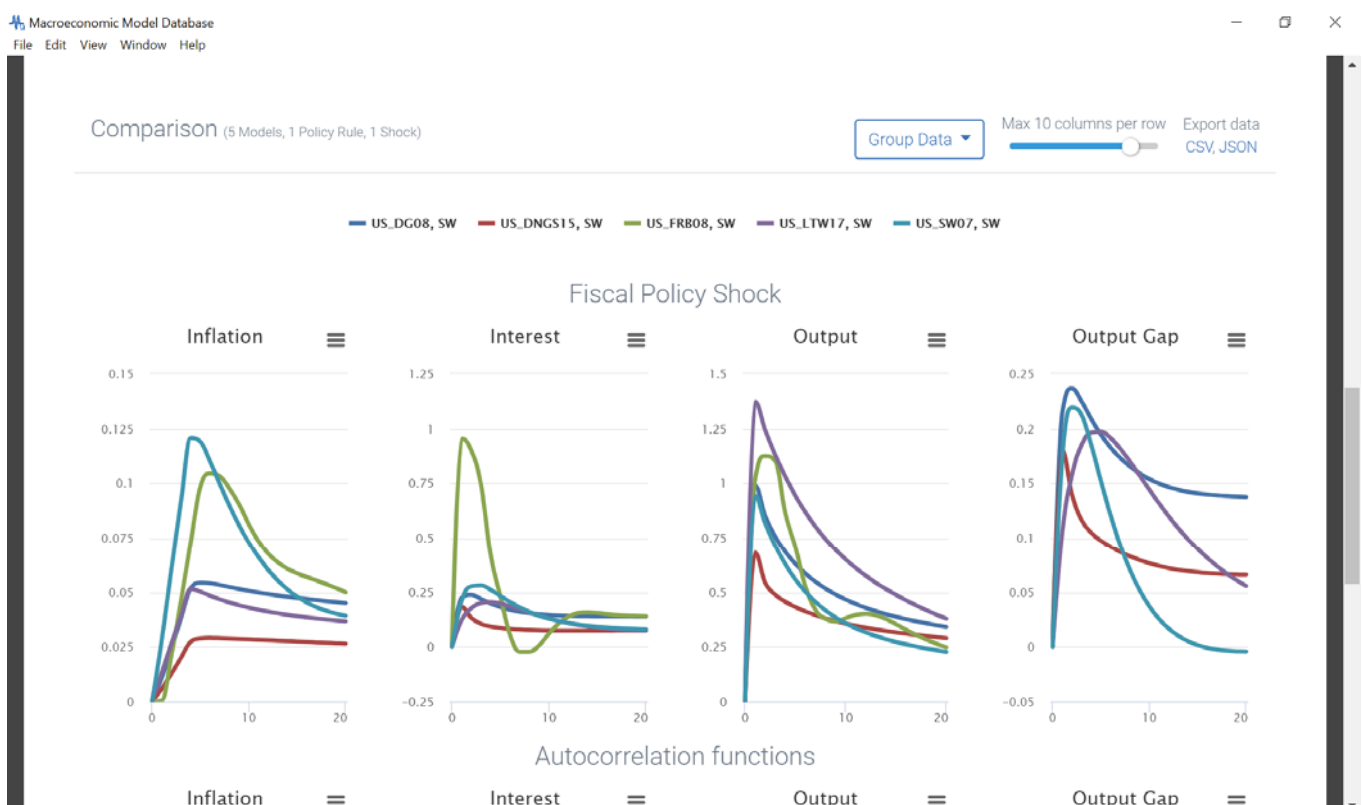 Macroeconomic Model Database
File Edit View Window Help
Comparison (5 Models, 1 Policy Rule, 1 Shock)
Group Data
Max 10 columns per row
Export data
CSV, JSON
US_DG08, SW US_DNGS15, SW US_FRB08, SW US_LTW17, SW US_SW07, SW
Fiscal Policy Shock
Inflation
0.15
0.125
0.1
0.075
0.05
0.025
0
0 10 20
Interest
1.25
1
0.75
0.5
0.25
0
-0.25
0 10 20
Output
1.5
1.25
1
0.75
0.5
0.25
0
0 10 20
Output Gap
0.25
0.2
0.15
0.1
0.05
0
-0.05
0 10 20
Autocorrelation functions
Inflation Interest Output Output Gap